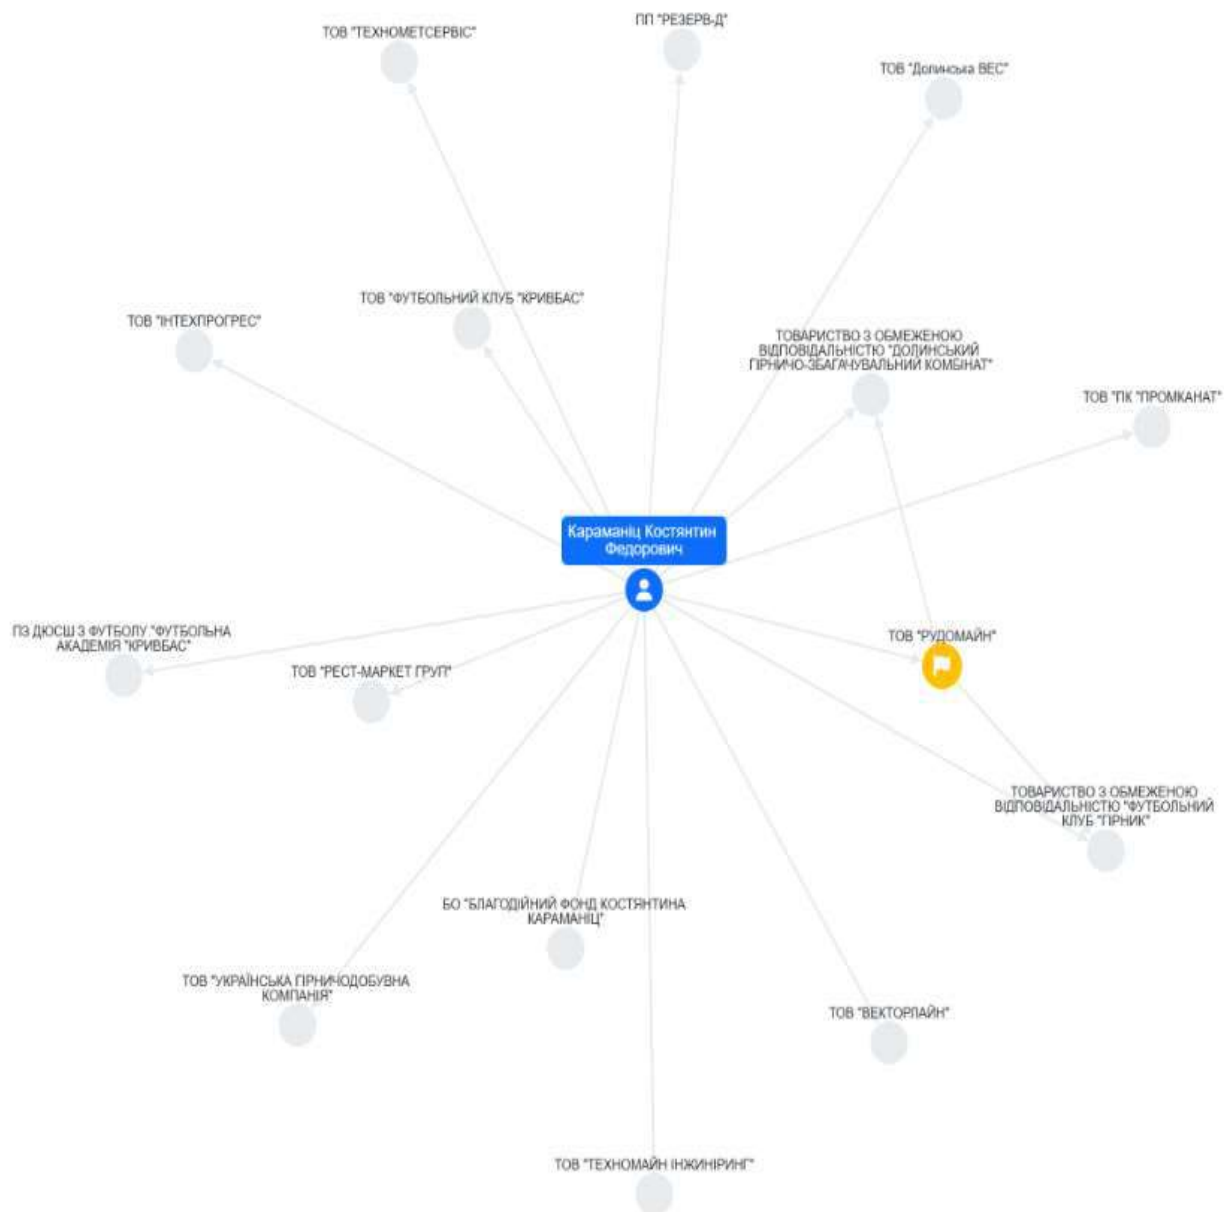 ПП "РЕЗЕРВ-Д"
ТОВ "ТЕХНОМЕТСЕРВІС"
ТОВ "Долинська ВЕС"
ТОВ "ФУТБОЛЬНИЙ КЛУБ "КРИВБАС"
ТОВ "ІНТЕХПРОГРЕС"
ТОВАРИСТВО З ОБМЕЖЕНОЮ
ВІДПОВІДАЛЬНІСТЮ "ДОЛИНСЬКИЙ
ГІРНИЧО-ЗБАГАЧУВАЛЬНИЙ КОМБІНАТ"
ТОВ "ПК "ПРОМКАНАТ"
Караманіц Костянтин
Федорович
ПЗ ДЮСШ З ФУТБОЛУ "ФУТБОЛЬНА
АКАДЕМІЯ "КРИВБАС"
ТОВ "РУДОМАЙН"
ТОВ "РЕСТ-МАРКЕТ ГРУП"
ТОВАРИСТВО З ОБМЕЖЕНОЮ
ВІДПОВІДАЛЬНІСТЮ "ФУТБОЛЬНИЙ
КЛУБ "ГІРНИК"
БО "БЛАГОДІЙНИЙ ФОНД КОСТЯНТИНА
КАРАМАНІЦ"
ТОВ "УКРАЇНСЬКА ГІРНИЧОДОБУВНА
КОМПАНІЯ"
ТОВ "ВЕКТОРЛАЙН"
ТОВ "ТЕХНОМАЙН ІНЖИНІРИНГ"